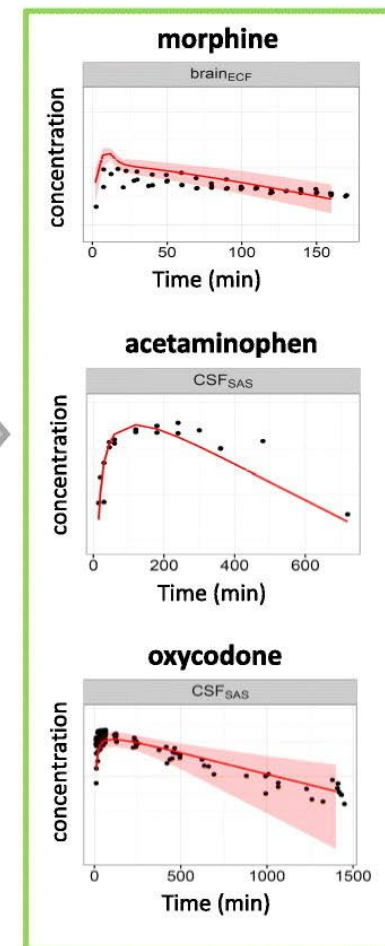 morphine
brainECF
concentration
0 50 100 150
Time (min)
acetaminophen
CSFSAS
concentration
0 200 400 600
Time (min)
oxycodone
CSFSAS
concentration
0 500 1000 1500
Time (min)